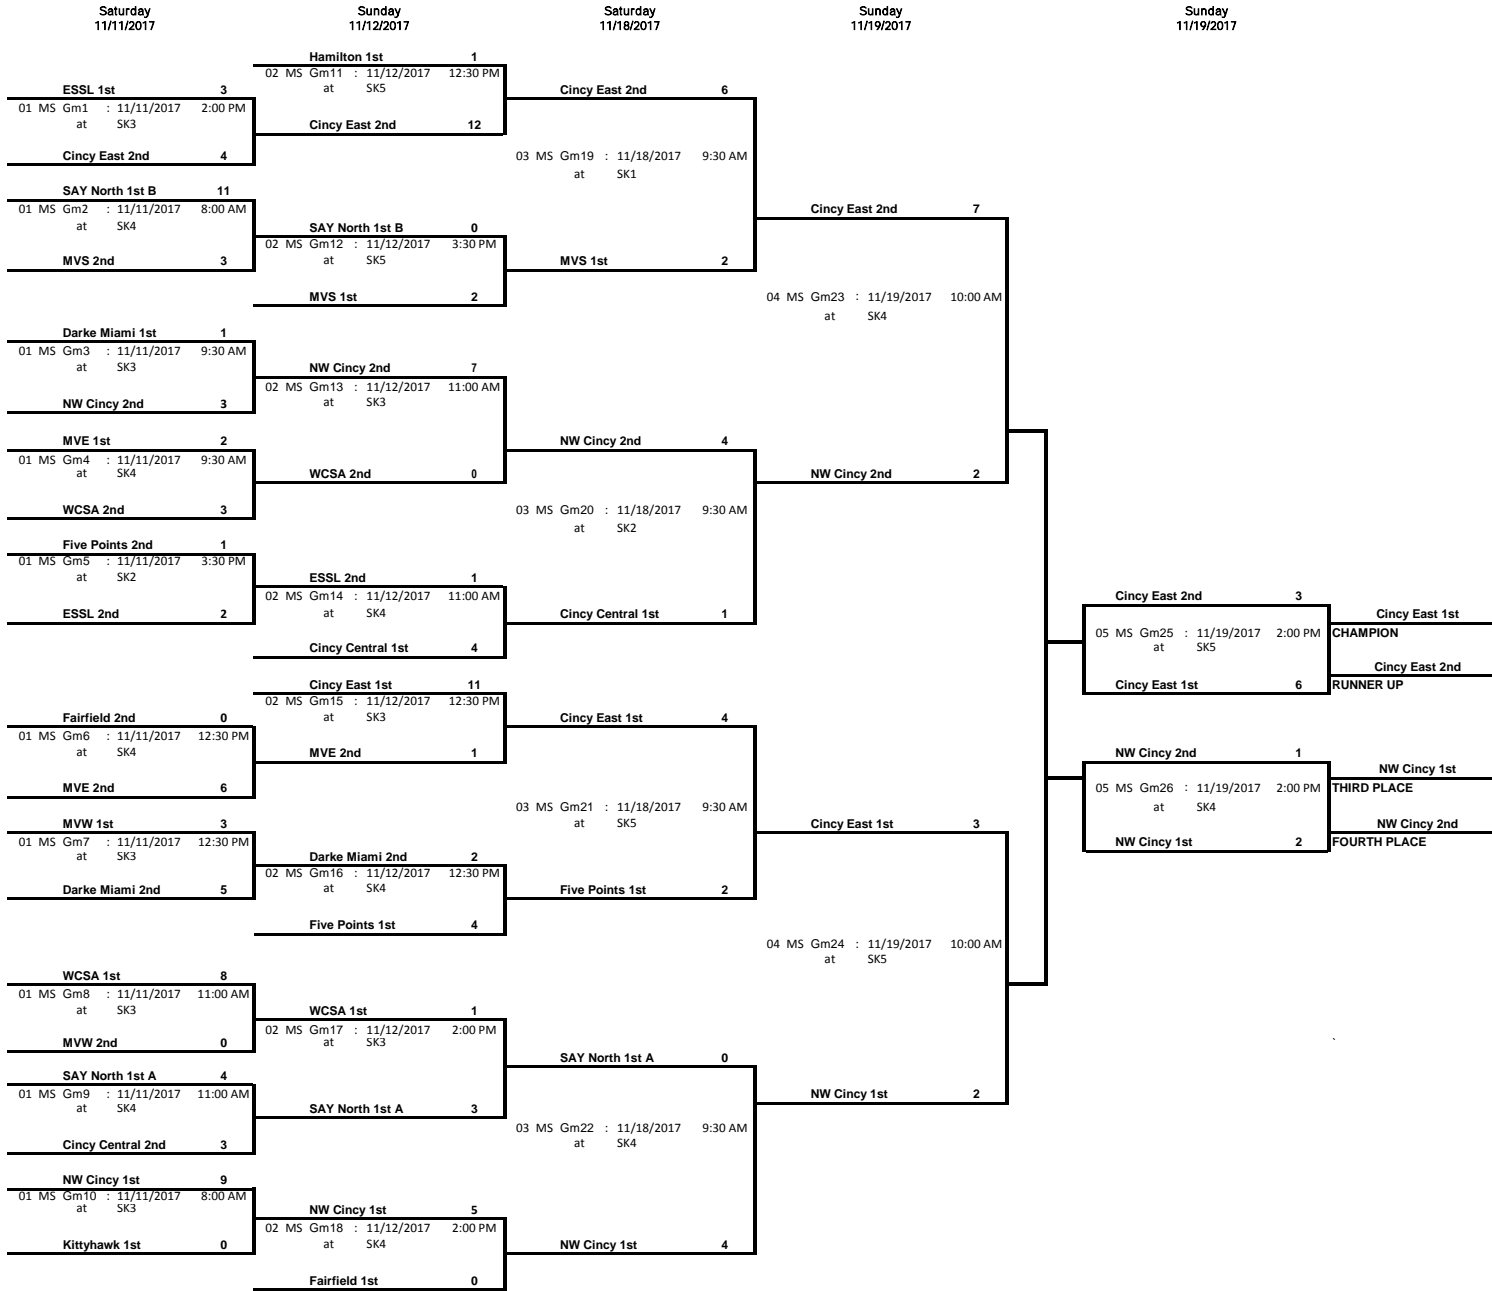 Saturday
11/11/2017
Sunday
11/12/2017
Saturday
11/18/2017
Sunday
11/19/2017
Sunday
11/19/2017
ESSL 1st 3
01 MS Gm1 : 11/11/2017 2:00 PM
at SK3
Cincy East 2nd 4
SAY North 1st B 11
01 MS Gm2 : 11/11/2017 8:00 AM
at SK4
MVS 2nd 3
Darke Miami 1st 1
01 MS Gm3 : 11/11/2017 9:30 AM
at SK3
NW Cincy 2nd 3
MVE 1st 2
01 MS Gm4 : 11/11/2017 9:30 AM
at SK4
WCSA 2nd 3
Five Points 2nd 1
01 MS Gm5 : 11/11/2017 3:30 PM
at SK2
ESSL 2nd 2
Fairfield 2nd 0
01 MS Gm6 : 11/11/2017 12:30 PM
at SK4
MVE 2nd 6
MVW 1st 3
01 MS Gm7 : 11/11/2017 12:30 PM
at SK3
Darke Miami 2nd 5
WCSA 1st 8
01 MS Gm8 : 11/11/2017 11:00 AM
at SK3
MVW 2nd 0
SAY North 1st A 4
01 MS Gm9 : 11/11/2017 11:00 AM
at SK4
Cincy Central 2nd 3
NW Cincy 1st 9
01 MS Gm10 : 11/11/2017 8:00 AM
at SK3
Kittyhawk 1st 0
Hamilton 1st 1
02 MS Gm11 : 11/12/2017 12:30 PM
at SK5
Cincy East 2nd 12
SAY North 1st B 0
02 MS Gm12 : 11/12/2017 3:30 PM
at SK5
MVS 1st 2
NW Cincy 2nd 7
02 MS Gm13 : 11/12/2017 11:00 AM
at SK3
WCSA 2nd 0
ESSL 2nd 1
02 MS Gm14 : 11/12/2017 11:00 AM
at SK4
Cincy Central 1st 4
Cincy East 1st 11
02 MS Gm15 : 11/12/2017 12:30 PM
at SK3
MVE 2nd 1
Darke Miami 2nd 2
02 MS Gm16 : 11/12/2017 12:30 PM
at SK4
Five Points 1st 4
WCSA 1st 1
02 MS Gm17 : 11/12/2017 2:00 PM
at SK3
SAY North 1st A 3
NW Cincy 1st 5
02 MS Gm18 : 11/12/2017 2:00 PM
at SK4
Fairfield 1st 0
Cincy East 2nd 6
03 MS Gm19 : 11/18/2017 9:30 AM
at SK1
MVS 1st 2
NW Cincy 2nd 4
03 MS Gm20 : 11/18/2017 9:30 AM
at SK2
Cincy Central 1st 1
Cincy East 1st 4
03 MS Gm21 : 11/18/2017 9:30 AM
at SK5
Five Points 1st 2
SAY North 1st A 0
03 MS Gm22 : 11/18/2017 9:30 AM
at SK4
NW Cincy 1st 4
Cincy East 2nd 7
04 MS Gm23 : 11/19/2017 10:00 AM
at SK4
NW Cincy 2nd 2
Cincy East 1st 3
04 MS Gm24 : 11/19/2017 10:00 AM
at SK5
NW Cincy 1st 2
Cincy East 2nd 3
05 MS Gm25 : 11/19/2017 2:00 PM
at SK5
Cincy East 1st 6
NW Cincy 2nd 1
05 MS Gm26 : 11/19/2017 2:00 PM
at SK4
NW Cincy 1st 2
Cincy East 1st
CHAMPION
Cincy East 2nd
RUNNER UP
NW Cincy 1st
THIRD PLACE
NW Cincy 2nd
FOURTH PLACE
`